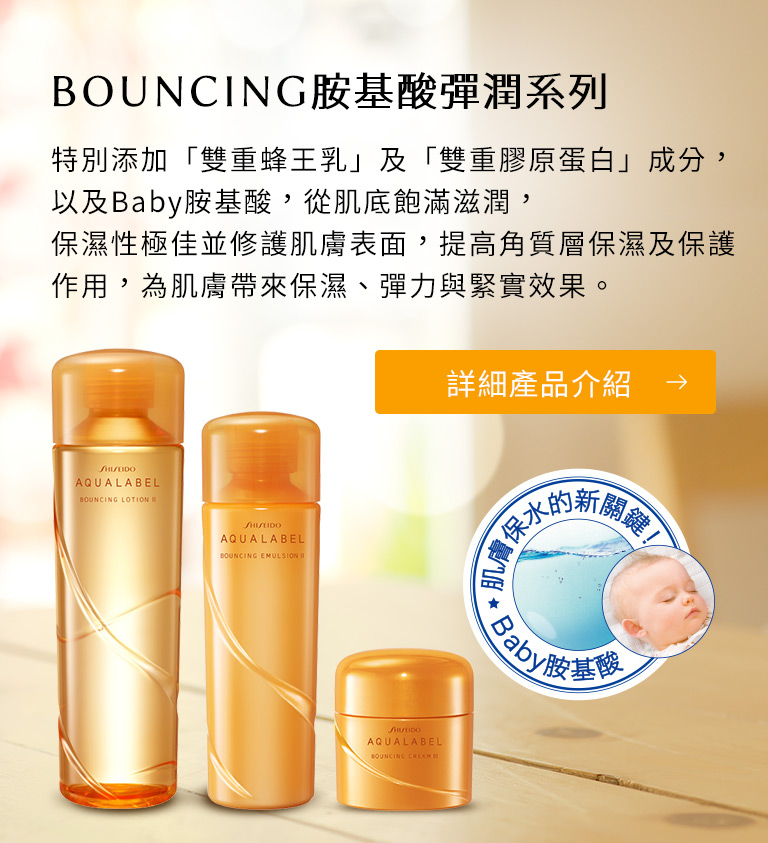 BOUNCING胺基酸彈潤系列
特別添加「雙重蜂王乳」及「雙重膠原蛋白」成分，
以及Baby胺基酸，從肌底飽滿滋潤，
保濕性極佳並修護肌膚表面，提高角質層保濕及保護
作用，為肌膚帶來保濕、彈力與緊實效果。
詳細產品介紹 →
SHISEIDO
AQUALABEL
BOUNCING LOTION II
SHISEIDO
AQUALABEL
BOUNCING EMULSION II
SHISEIDO
AQUALABEL
BOUNCING CREAM
肌膚保水的新關鍵！
★Baby胺基酸